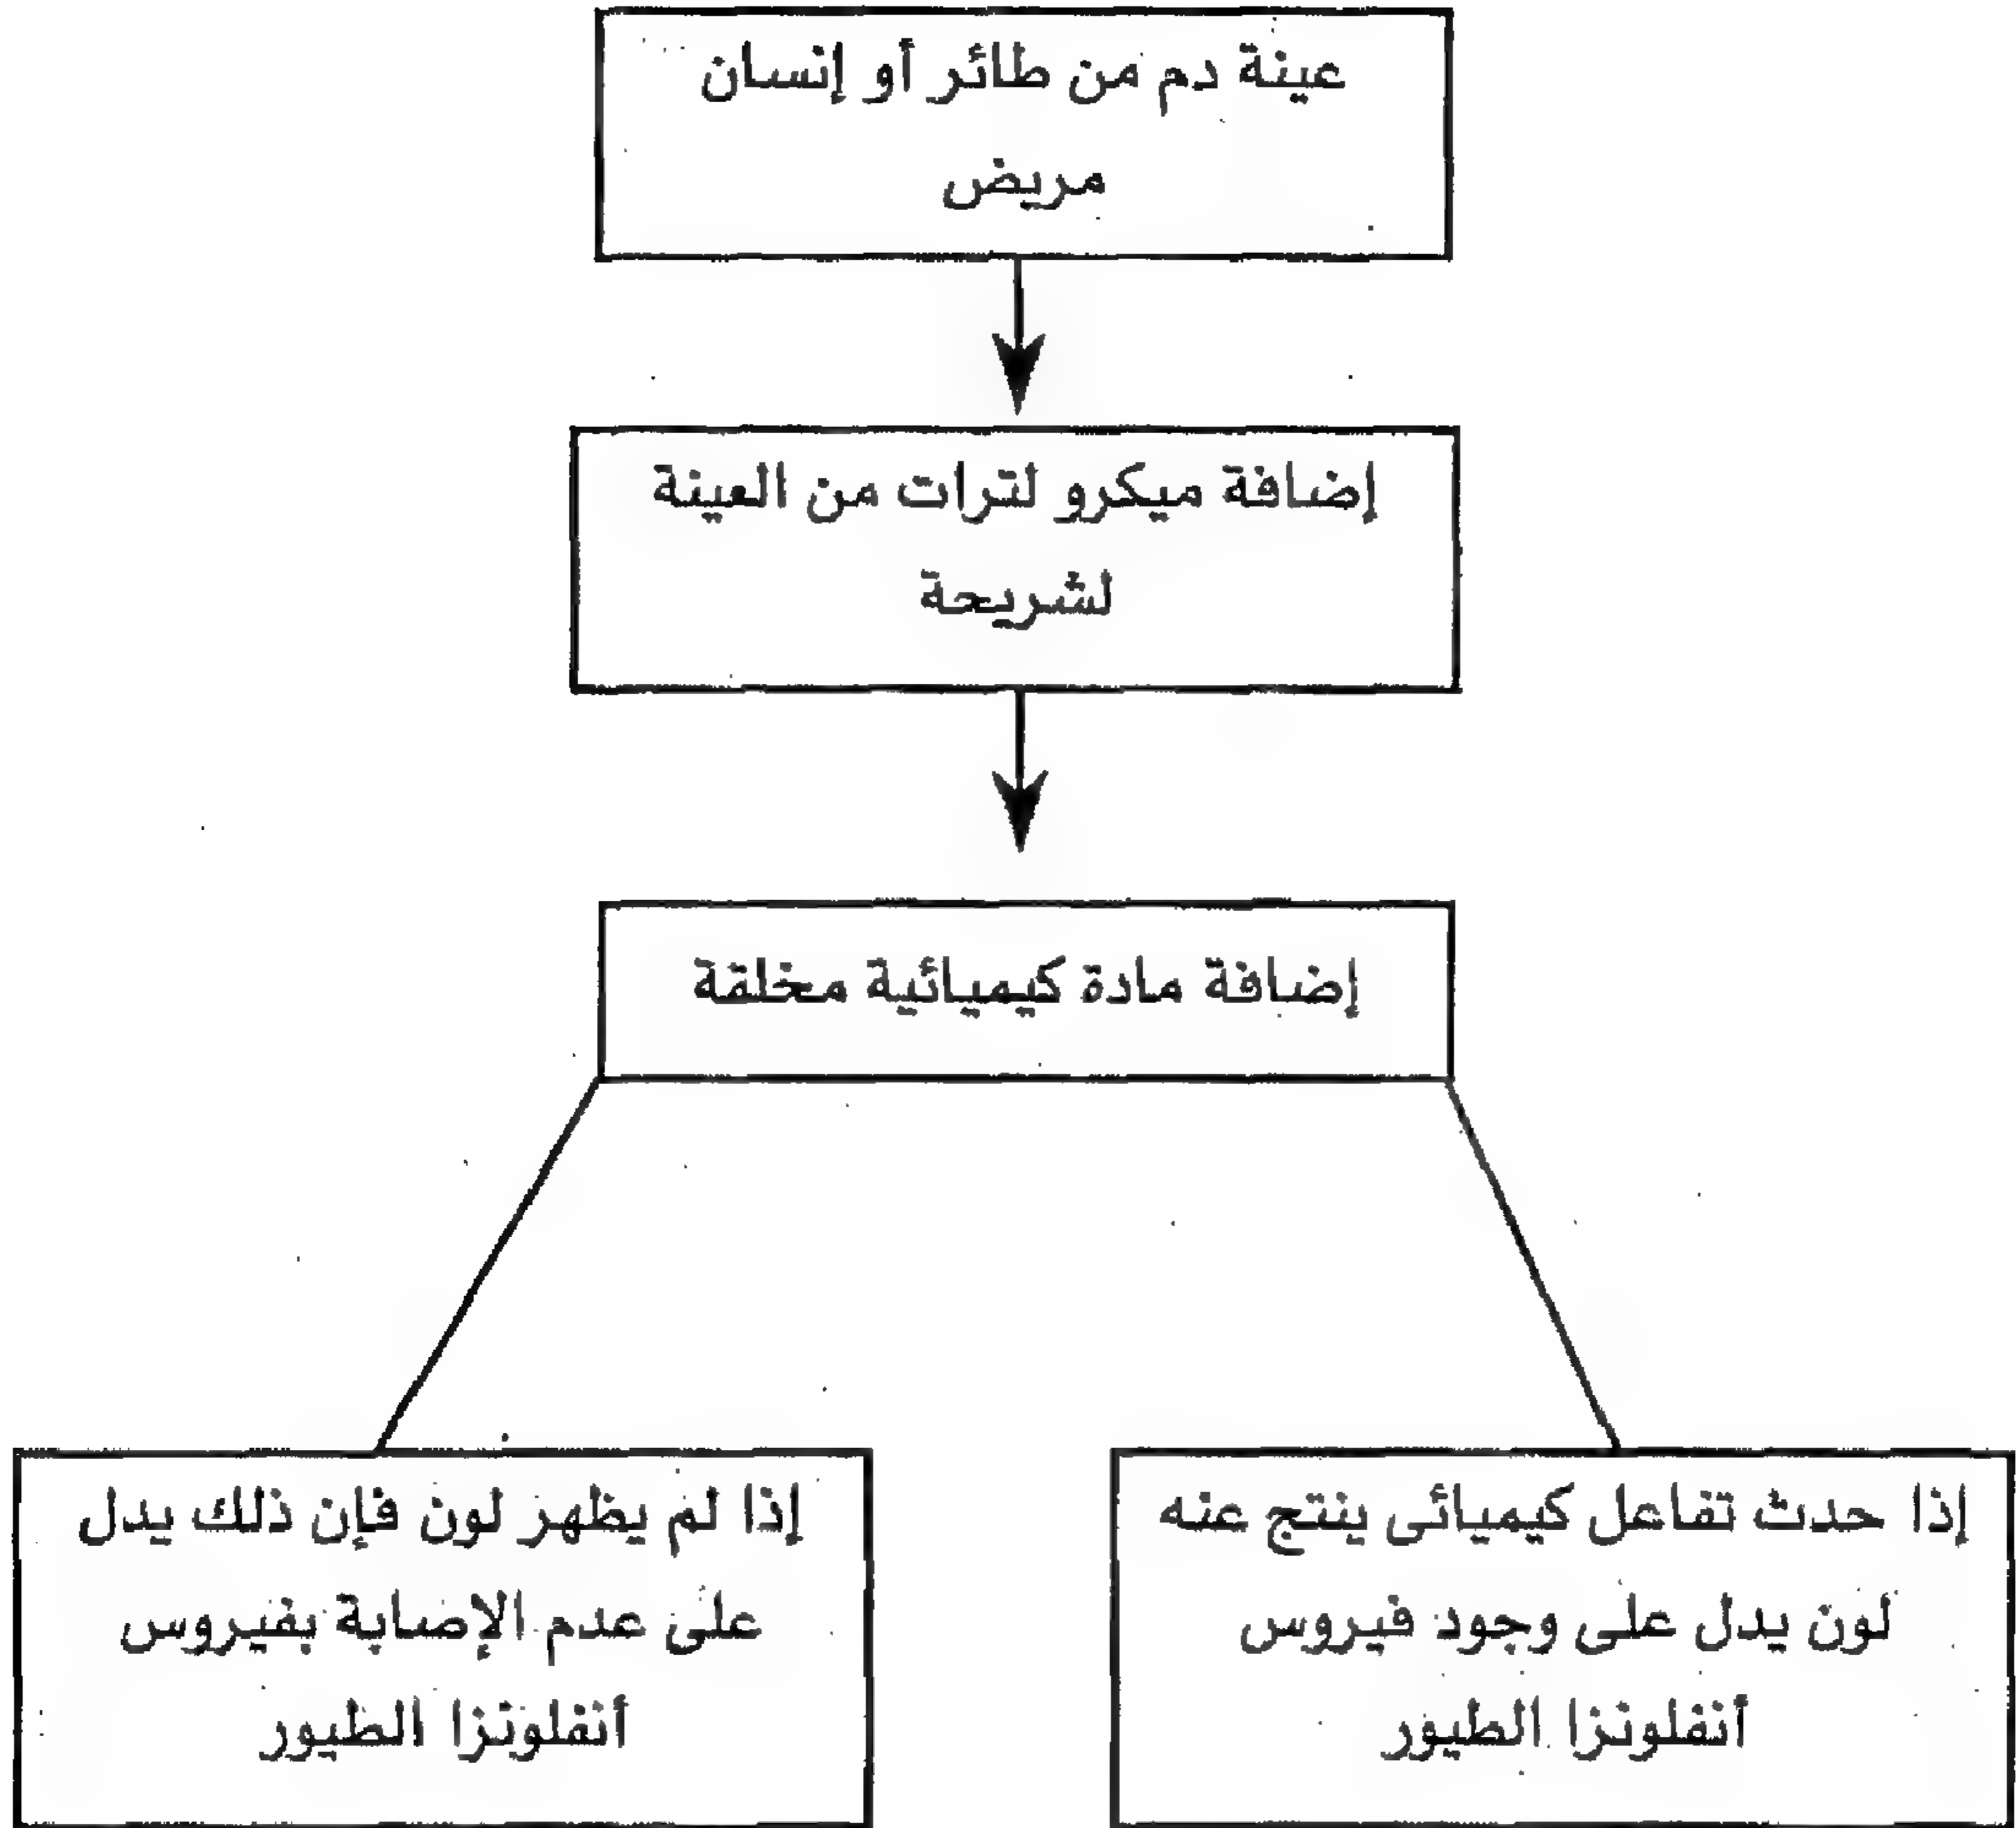 عينة دم من طائر أو إنسان
مريض
إضافة ميكرو لترات من العينة
لشريحة
إضافة مادة كيميائية مخلقة
إذا حدث تفاعل كيميائى ينتج عنه
لون يدل على وجود فيروس
أنفلونزا الطيور
إذا لم يظهر لون فإن ذلك يدل
على عدم الإصابة بفيروس
أنفلونزا الطيور